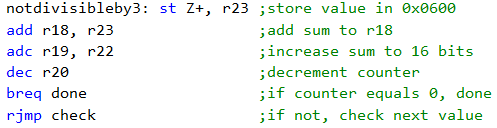 notdivisibleby3: st Z+, r23 ;store value in 0x0600
add r18, r23 ;add sum to r18
adc r19, r22 ;increase sum to 16 bits
dec r20 ;decrement counter
breq done ;if counter equals 0, done
rjmp check ;if not, check next value